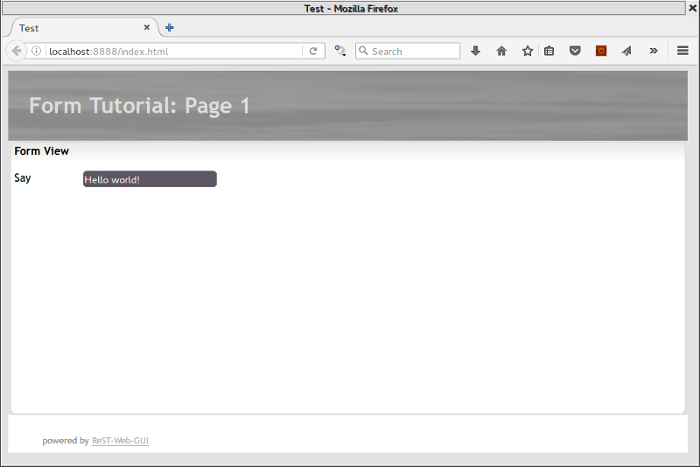 Test - Mozilla Firefox
Test
localhost:8888/index.html
Search
Form Tutorial: Page 1
Form View
Say Hello world!
powered by ReST-Web-GUI